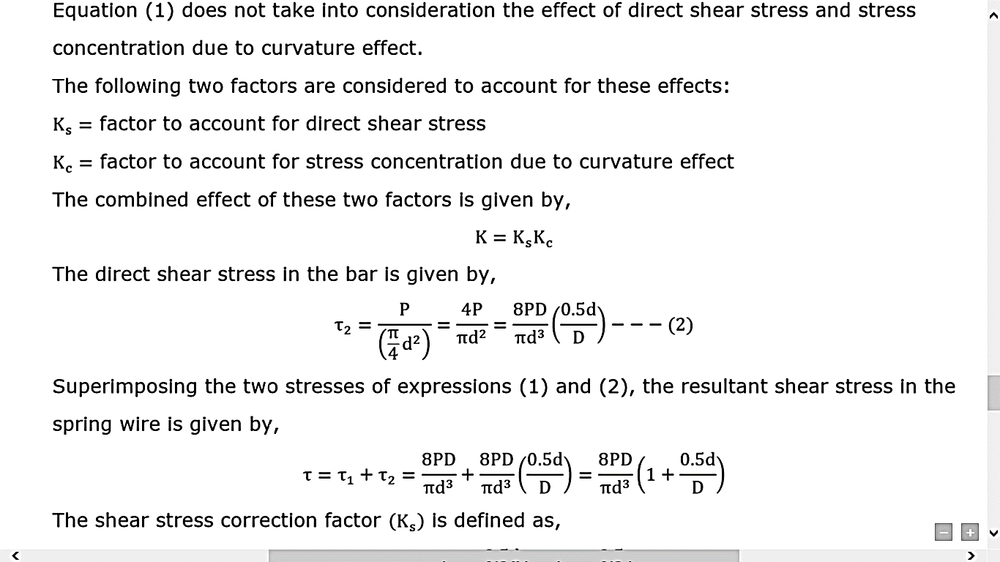 Equation (1) does not take into consideration the effect of direct shear stress and stress
concentration due to curvature effect.
The following two factors are considered to account for these effects:
Kₛ = factor to account for direct shear stress
K_c = factor to account for stress concentration due to curvature effect
The combined effect of these two factors is given by,
K = KₛK_c
The direct shear stress in the bar is given by,
τ₂ = P/((π/4)d²) = 4P/(πd²) = 8PD/(πd³) (0.5d/D) – – – (2)
Superimposing the two stresses of expressions (1) and (2), the resultant shear stress in the
spring wire is given by,
τ = τ₁ + τ₂ = 8PD/(πd³) + 8PD/(πd³) (0.5d/D) = 8PD/(πd³) (1 + 0.5d/D)
The shear stress correction factor (Kₛ) is defined as,